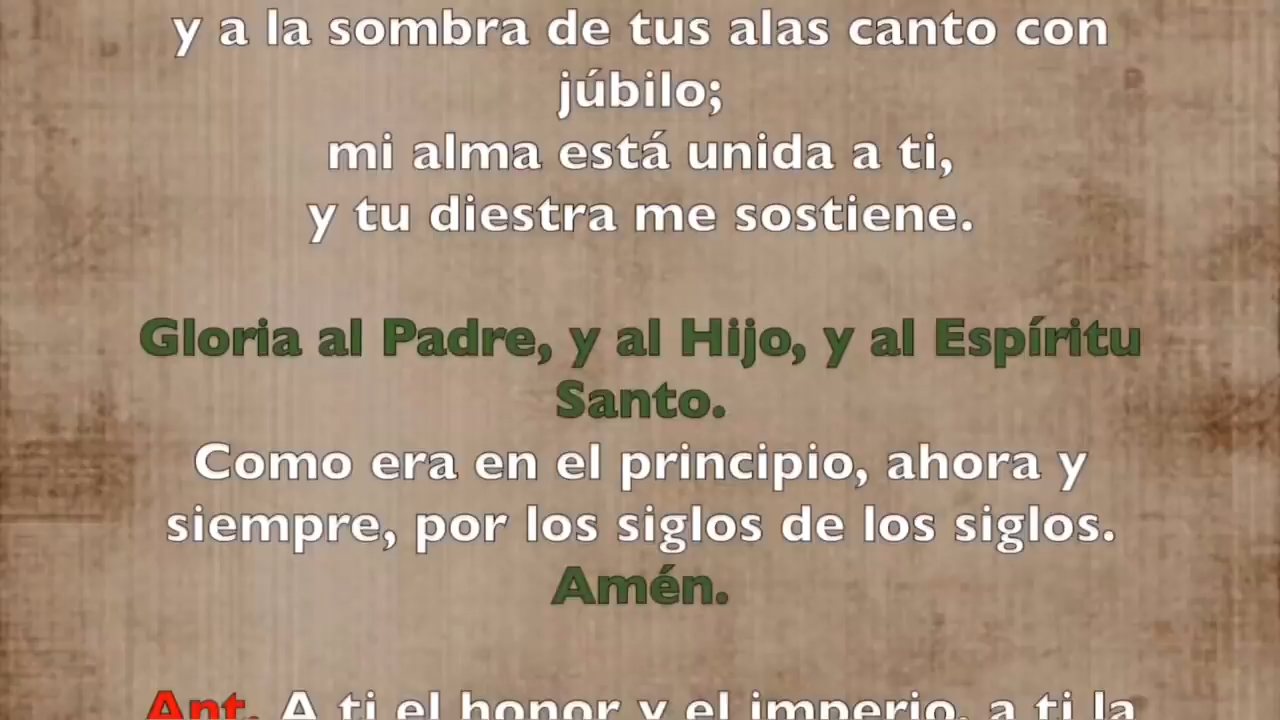 y a la sombra de tus alas canto con
júbilo;
mi alma está unida a ti,
y tu diestra me sostiene.
Gloria al Padre, y al Hijo, y al Espíritu
Santo.
Como era en el principio, ahora y
siempre, por los siglos de los siglos.
Amén.
Ant. A ti el honor y el imperio, a ti la